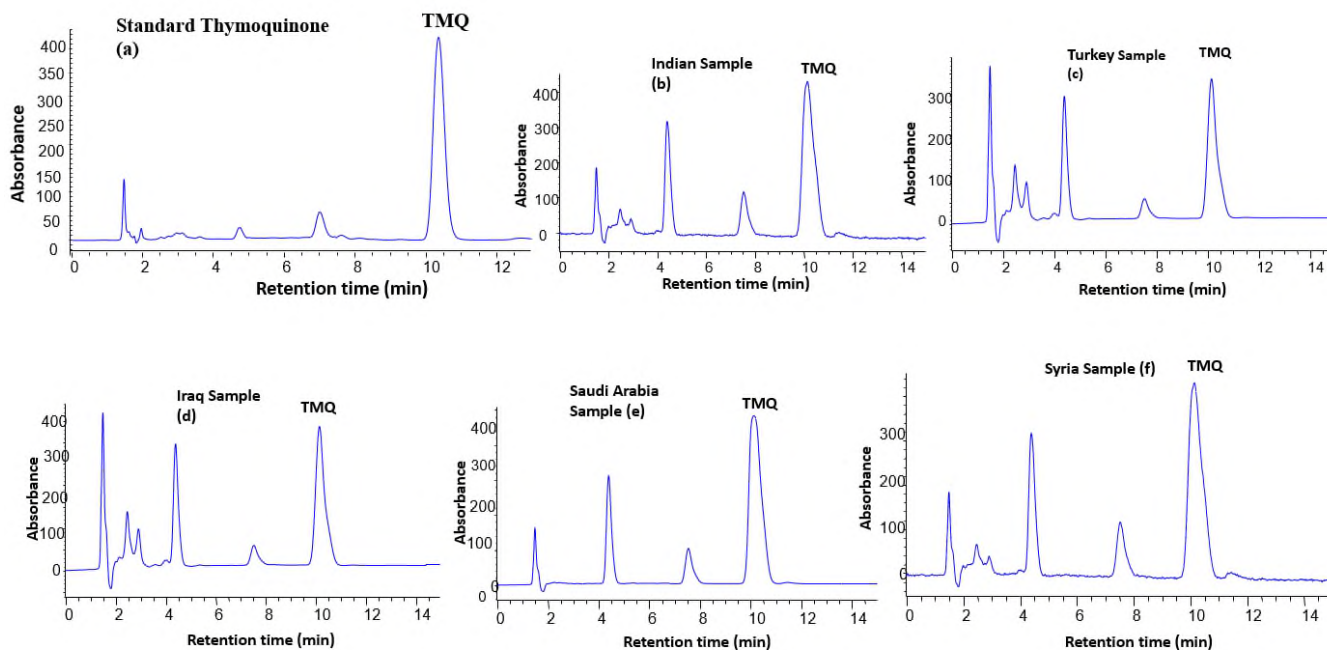 Standard Thymoquinone
(a)
TMQ
Absorbance
400
350
300
250
200
150
100
50
0
0 2 4 6 8 10 12
Retention time (min)
Indian Sample
(b)
TMQ
Absorbance
400
300
200
100
0
0 2 4 6 8 10 12 14
Retention time (min)
Turkey Sample
(c)
TMQ
Absorbance
300
200
100
0
0 2 4 6 8 10 12 14
Retention time (min)
Iraq Sample
(d)
TMQ
Absorbance
400
300
200
100
0
0 2 4 6 8 10 12 14
Retention time (min)
Saudi Arabia
Sample (e)
TMQ
Absorbance
400
300
200
100
0
0
0 2 4 6 8 10 12 14
Retention time (min)
Syria Sample (f)
TMQ
Absorbance
300
200
100
0
0 2 4 6 8 10 12 14
Retention time (min)